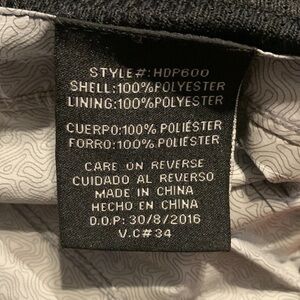 STYLE#:HDP600
SHELL:100%POLYESTER
LINING:100%POLYESTER
CUERPO:100% POLIÉSTER
FORRO:100% POLIÉSTER
CARE ON REVERSE
CUIDADO AL REVERSO
MADE IN CHINA
HECHO EN CHINA
D.O.P: 30/8/2016
V.C#34